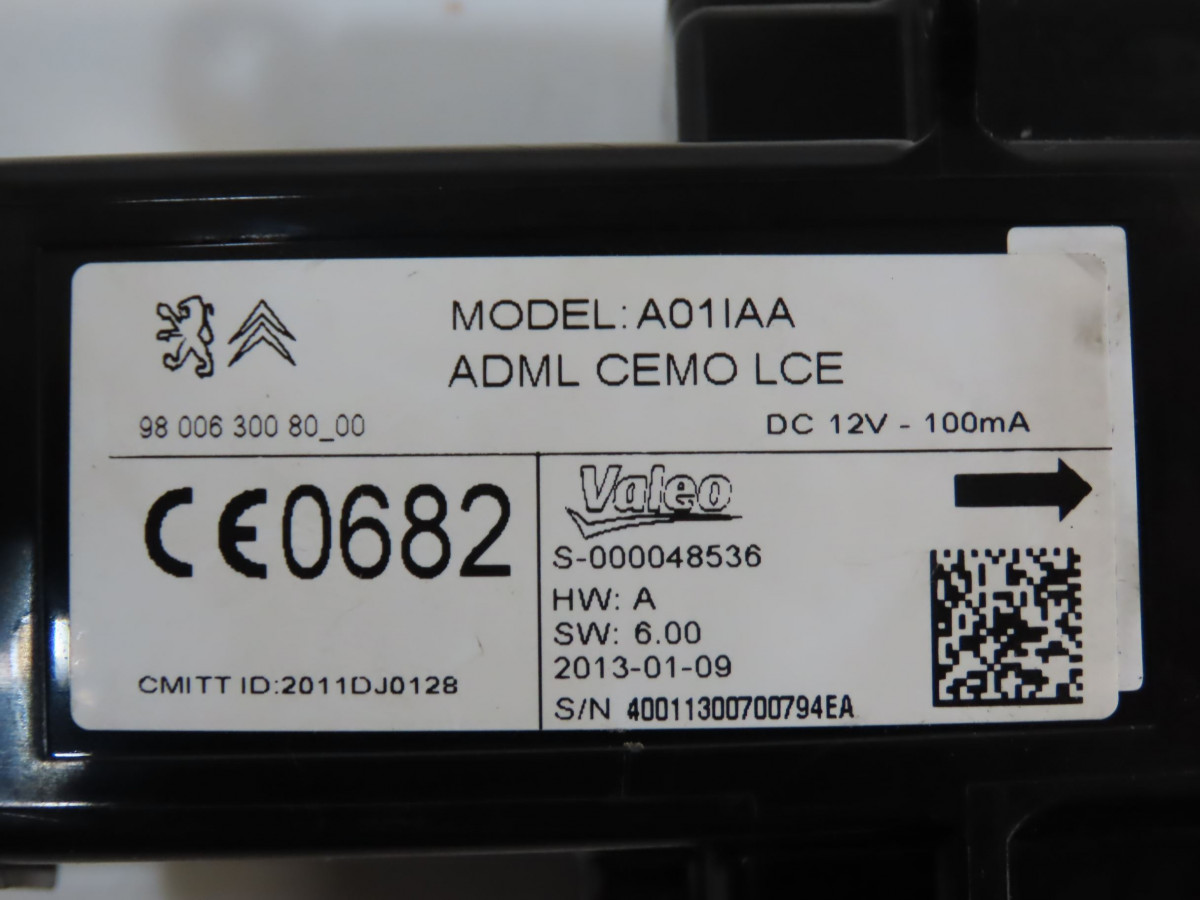 MODEL: A01IAA
ADML CEMO LCE
98 006 300 80_00
DC 12V - 100mA
CE0682
Valeo
S-000048536
HW: A
SW: 6.00
2013-01-09
CMITT ID:2011DJ0128
S/N 40011300700794EA